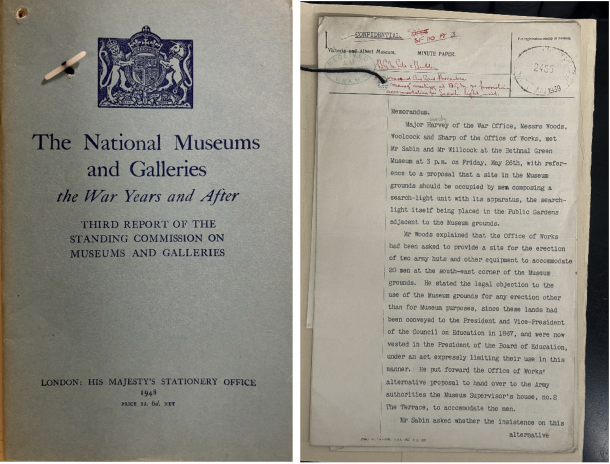 The National Museums
and Galleries
the War Years and After
THIRD REPORT OF THE
STANDING COMMISSION ON
MUSEUMS AND GALLERIES
LONDON: HIS MAJESTY'S STATIONERY OFFICE
1948
PRICE 1s. 6d. NET
CONFIDENTIAL
For registration entirely if required.
Victoria and Albert Museum.
MINUTE PAPER.
2455
Memorandum.
Major Harvey of the War Office, Messrs Woods,
Woolcock and Sharp of the Office of Works, met
Mr Sabin and Mr Willcock at the Bethnal Green
Museum at 3 p.m. on Friday, May 26th, with refer-
ence to a proposal that a site in the Museum
grounds should be occupied by men composing a
search-light unit with its apparatus, the search-
light itself being placed in the Public Gardens
adjacent to the Museum grounds.
Mr Woods explained that the Office of Works
had been asked to provide a site for the erection
of two army huts and other equipment to accommodate
20 men at the south-east corner of the Museum
grounds. He stated the legal objection to the
use of the Museum grounds for any erection other
than for Museum purposes, since these lands had
been conveyed to the President and Vice-President
of the Council on Education in 1867, and were now
vested in the President of the Board of Education,
under an act expressly limiting their use in this
manner. He put forward the Office of Works'
alternative proposal to hand over to the Army
authorities the Museum Supervisor's house, no.2
The Terrace, to accommodate the men.
Mr Sabin asked whether the insistence on this
alternative